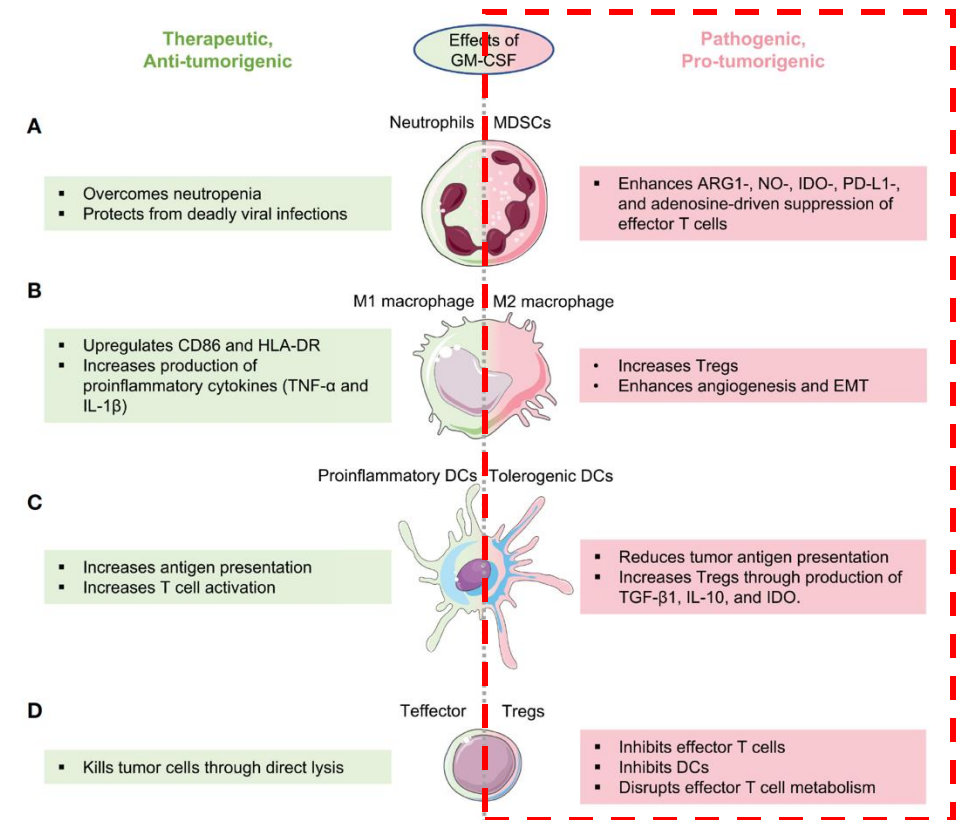 Therapeutic,
Anti-tumorigenic
Effects of
GM-CSF
Pathogenic,
Pro-tumorigenic
A
Neutrophils
MDSCs
▪ Overcomes neutropenia
▪ Protects from deadly viral infections
▪ Enhances ARG1-, NO-, IDO-, PD-L1-,
and adenosine-driven suppression of
effector T cells
B
M1 macrophage
M2 macrophage
▪ Upregulates CD86 and HLA-DR
▪ Increases production of
proinflammatory cytokines (TNF-α and
IL-1β)
• Increases Tregs
• Enhances angiogenesis and EMT
C
Proinflammatory DCs
Tolerogenic DCs
▪ Increases antigen presentation
▪ Increases T cell activation
▪ Reduces tumor antigen presentation
▪ Increases Tregs through production of
TGF-β1, IL-10, and IDO.
D
Teffector
Tregs
▪ Kills tumor cells through direct lysis
▪ Inhibits effector T cells
▪ Inhibits DCs
▪ Disrupts effector T cell metabolism